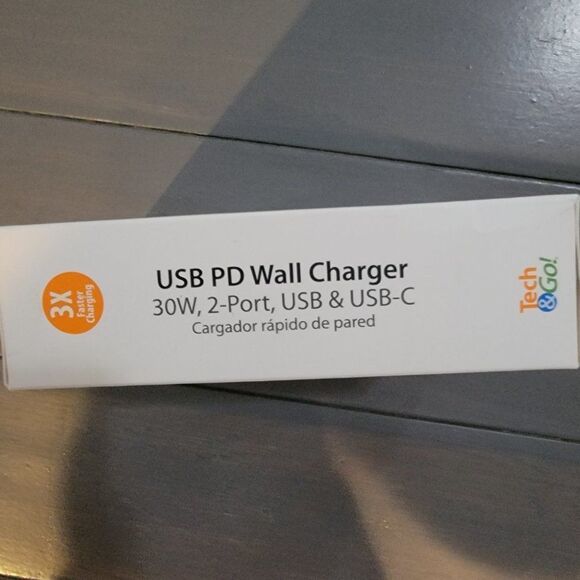 3X
Faster
Charging
USB PD Wall Charger
30W, 2-Port, USB & USB-C
Cargador rápido de pared
Tech
&Go!